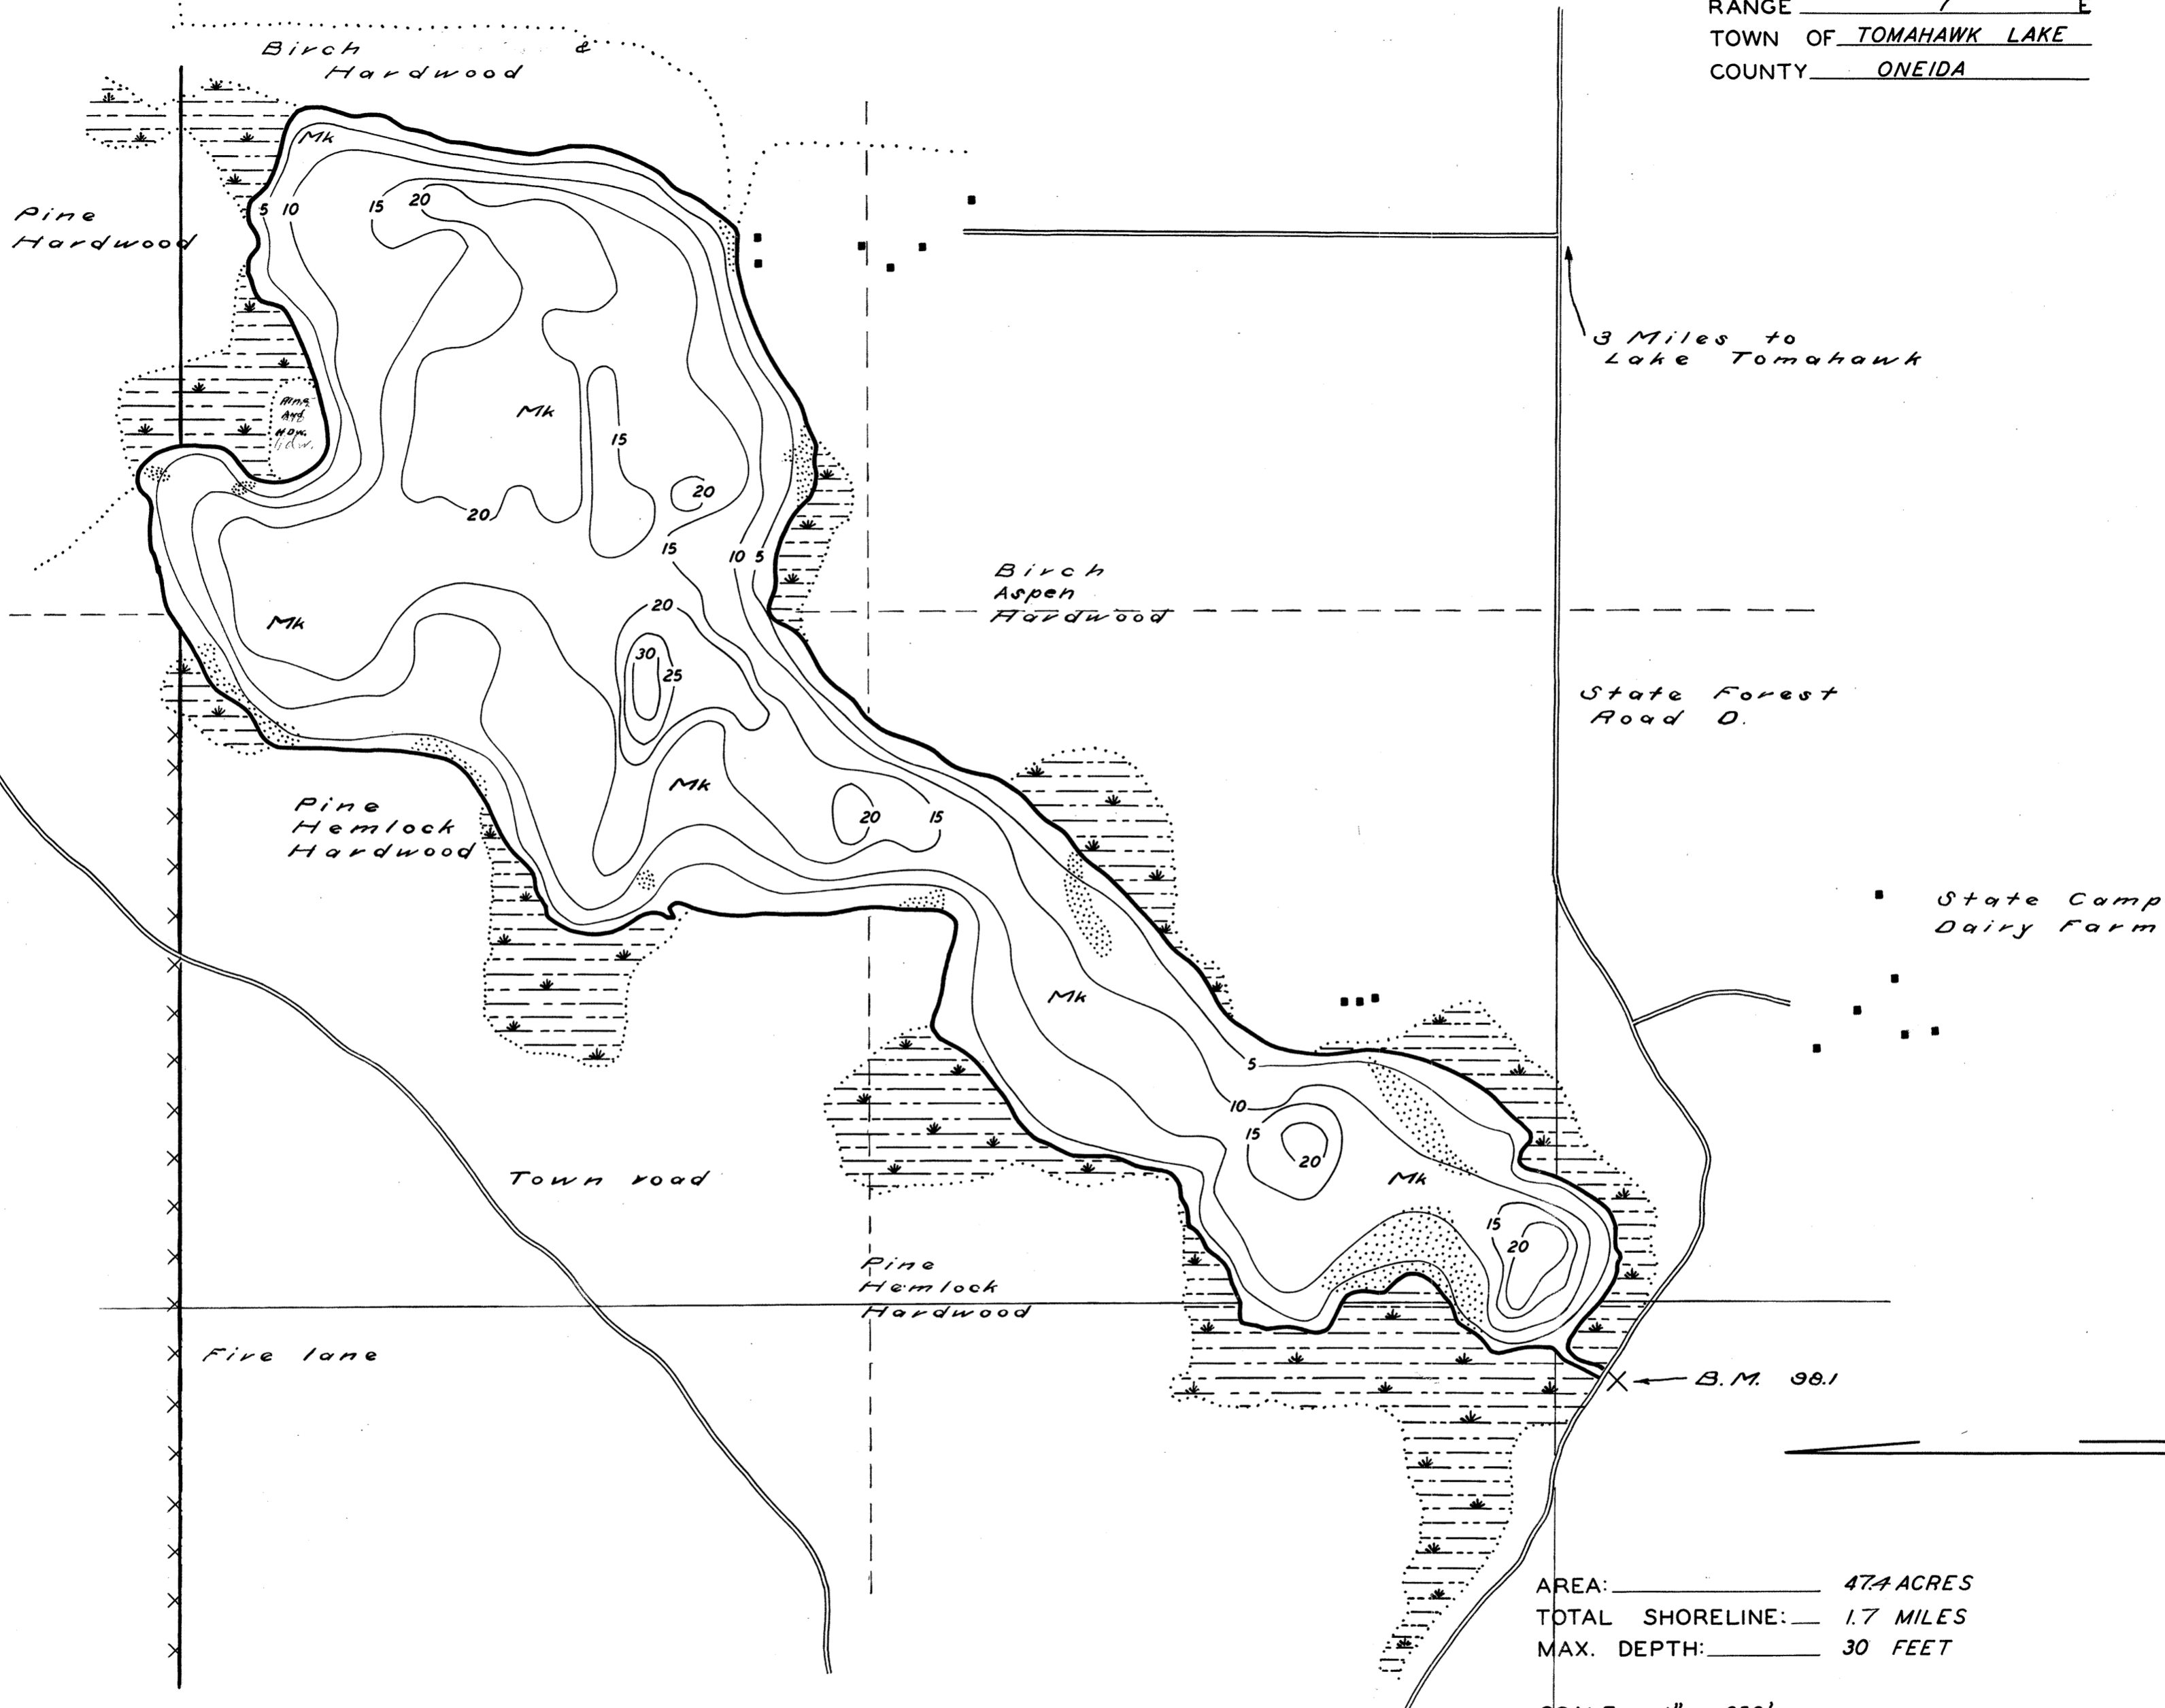 RANGE 7 E
TOWN OF TOMAHAWK LAKE
COUNTY ONEIDA
Birch &
Hardwood
Mk
Pine
Hardwood
5 10 15 20
3 Miles to
Lake Tomahawk
Pine
And
HDW.
Hdw.
Mk
15
20
20
15
10 5
Birch
Aspen
Hardwood
20
Mk
30
25
State Forest
Road D.
Mk
Pine
Hemlock
Hardwood
20
15
State Camp
Dairy Farm
Mk
5
10
15
20
Mk
Town road
15
20
Pine
Hemlock
Hardwood
Fire lane
B.M. 98.1
AREA: 47.4 ACRES
TOTAL SHORELINE: 1.7 MILES
MAX. DEPTH: 30 FEET